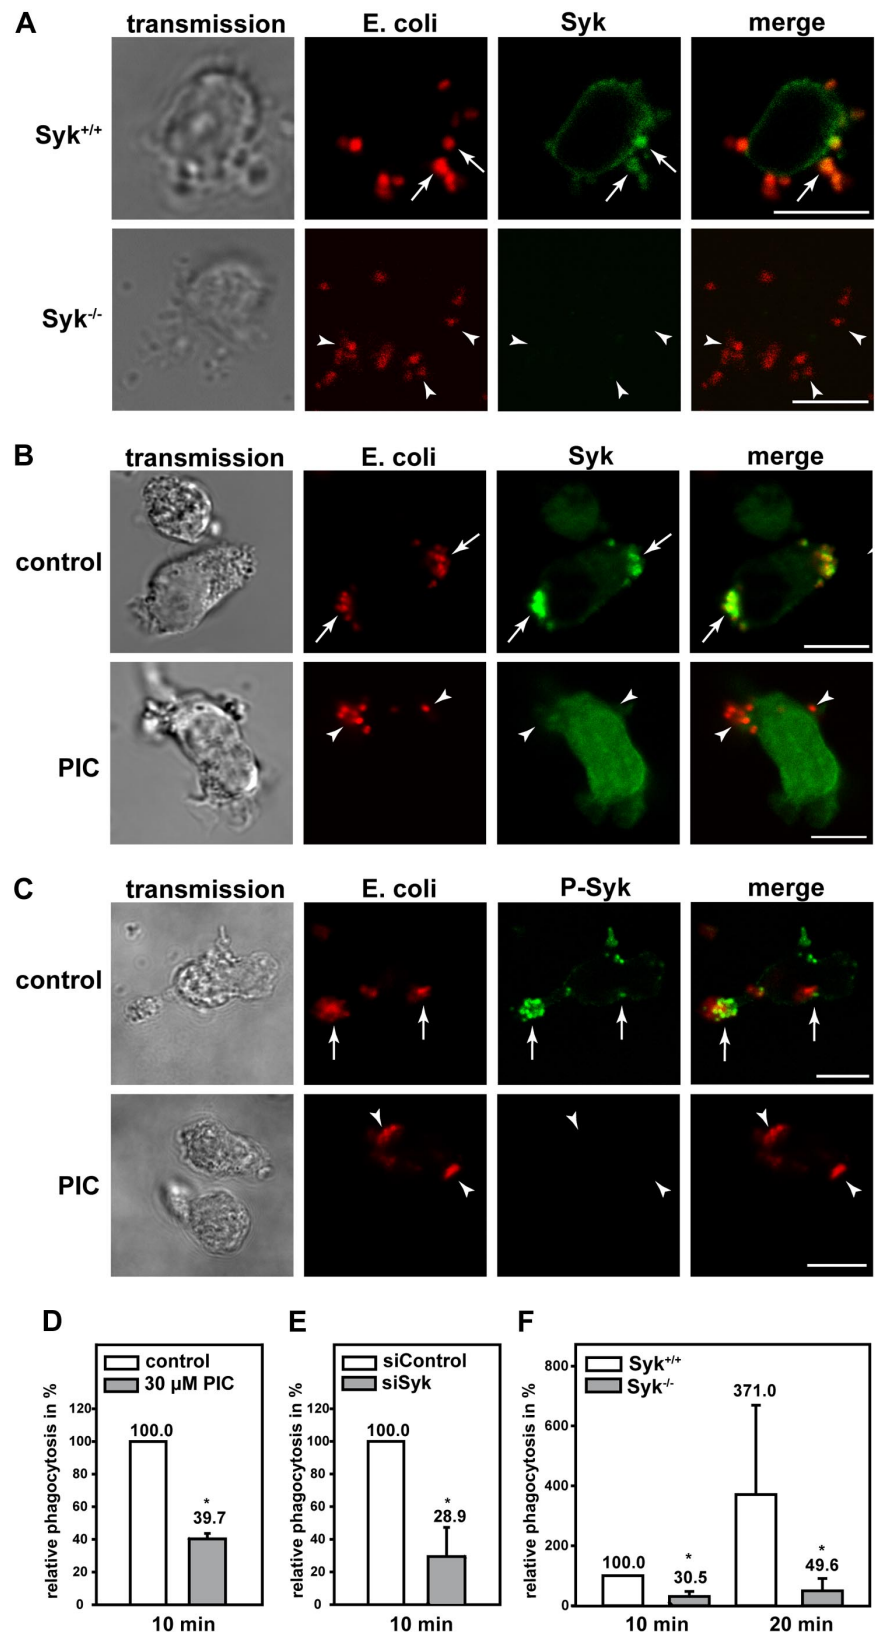 A
transmission E. coli Syk merge
Syk+/+
Syk-/-
B
transmission E. coli Syk merge
control
PIC
C
transmission E. coli P-Syk merge
control
PIC
D
control
30 µM PIC
relative phagocytosis in %
120
100
80
60
40
20
0
100.0
*
39.7
10 min
E
siControl
siSyk
relative phagocytosis in %
120
100
80
60
40
20
0
100.0
*
28.9
10 min
F
Syk+/+
Syk-/-
relative phagocytosis in %
800
600
400
200
0
100.0
*
30.5
371.0
*
49.6
10 min 20 min